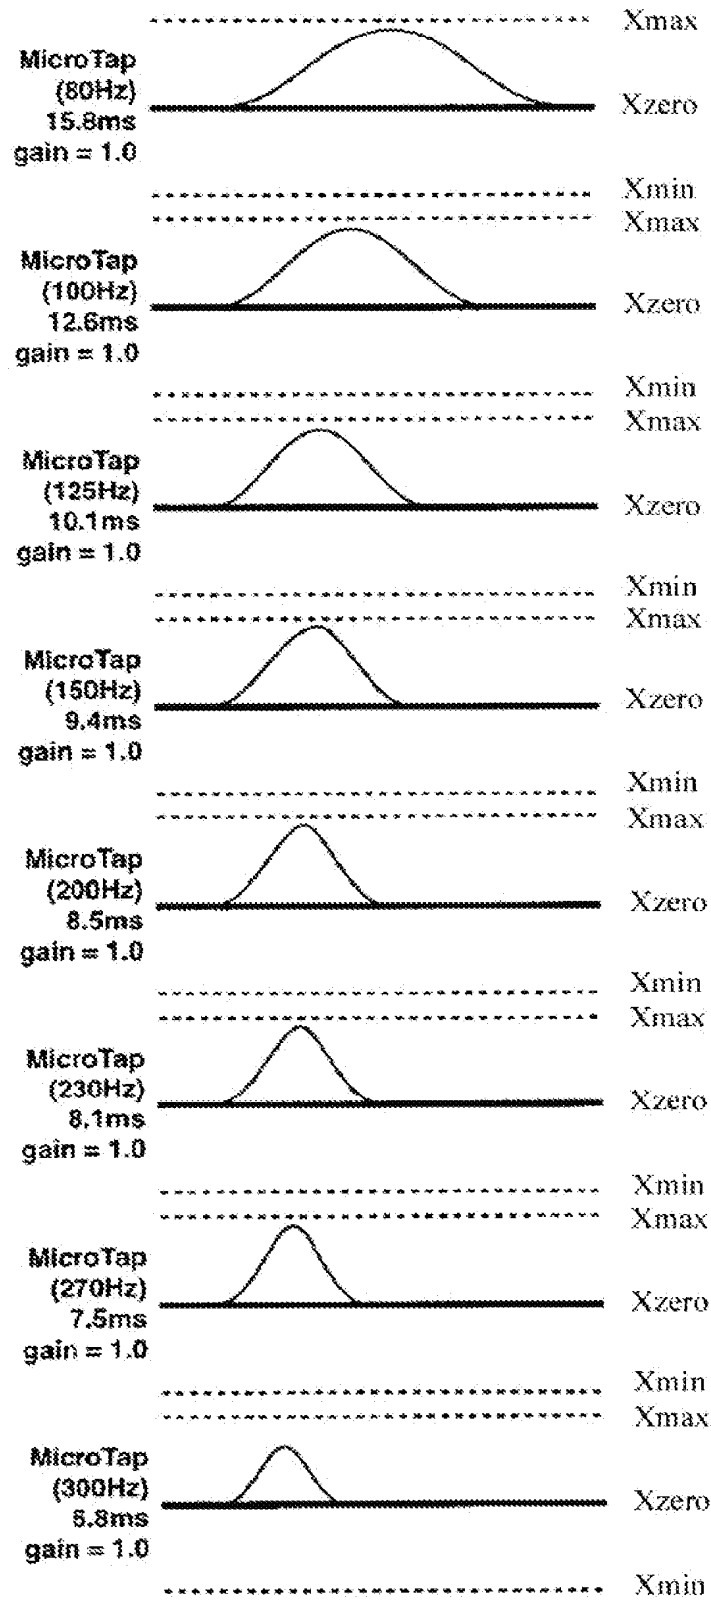 Xmax
MicroTap
(80Hz)
15.8ms
gain = 1.0
Xzero
Xmin
Xmax
MicroTap
(100Hz)
12.6ms
gain = 1.0
Xzero
Xmin
Xmax
MicroTap
(125Hz)
10.1ms
gain = 1.0
Xzero
Xmin
Xmax
MicroTap
(150Hz)
9.4ms
gain = 1.0
Xzero
Xmin
Xmax
MicroTap
(200Hz)
8.5ms
gain = 1.0
Xzero
Xmin
Xmax
MicroTap
(230Hz)
8.1ms
gain = 1.0
Xzero
Xmin
Xmax
MicroTap
(270Hz)
7.5ms
gain = 1.0
Xzero
Xmin
Xmax
MicroTap
(300Hz)
gain = 1.0
Xzero
Xmin